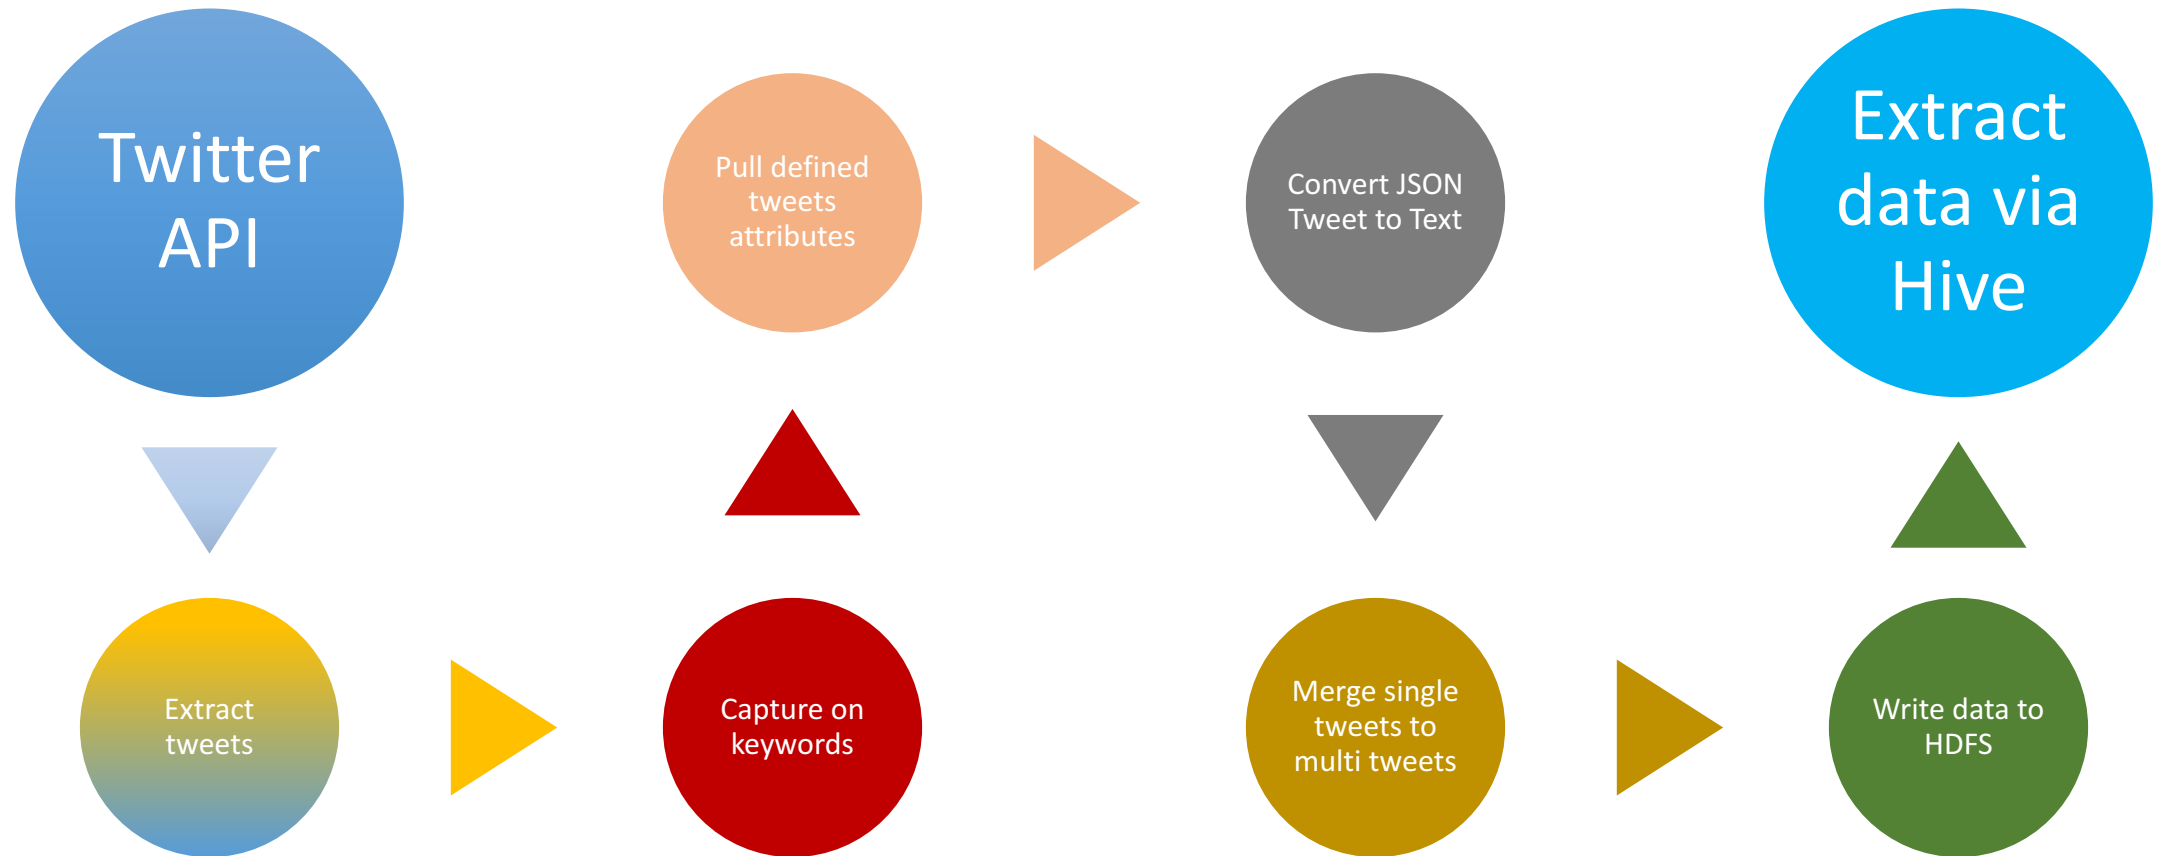 Twitter
API
Extract
tweets
Capture on
keywords
Pull defined
tweets
attributes
Convert JSON
Tweet to Text
Merge single
tweets to
multi tweets
Write data to
HDFS
Extract
data via
Hive